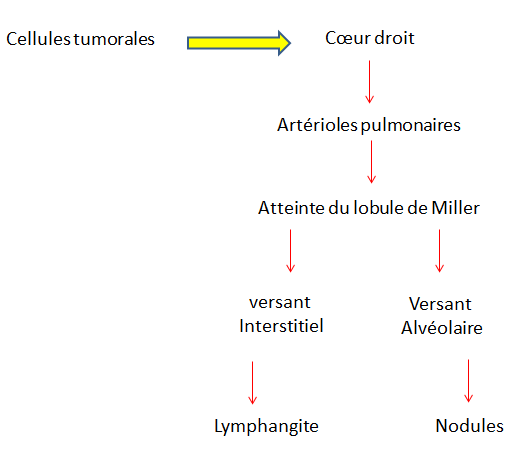 Cellules tumorales
Cœur droit
Artérioles pulmonaires
Atteinte du lobule de Miller
versant
Interstitiel
Versant
Alvéolaire
Lymphangite
Nodules